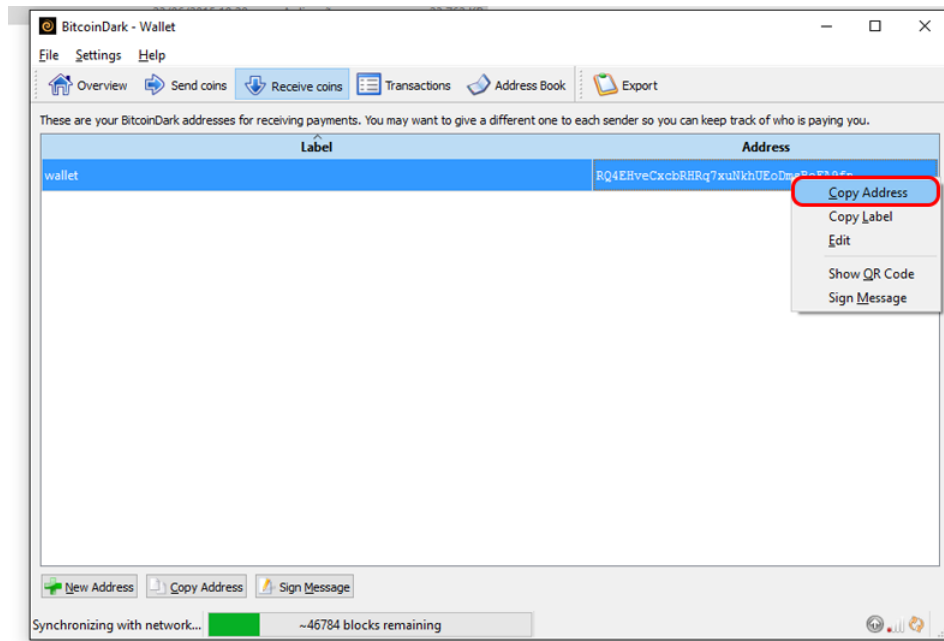 BitcoinDark - Wallet
File Settings Help
Overview Send coins Receive coins Transactions Address Book Export
These are your BitcoinDark addresses for receiving payments. You may want to give a different one to each sender so you can keep track of who is paying you.
Label Address
wallet
Copy Address
Copy Label
Edit
Show QR Code
Sign Message
New Address Copy Address Sign Message
Synchronizing with network... ~46784 blocks remaining